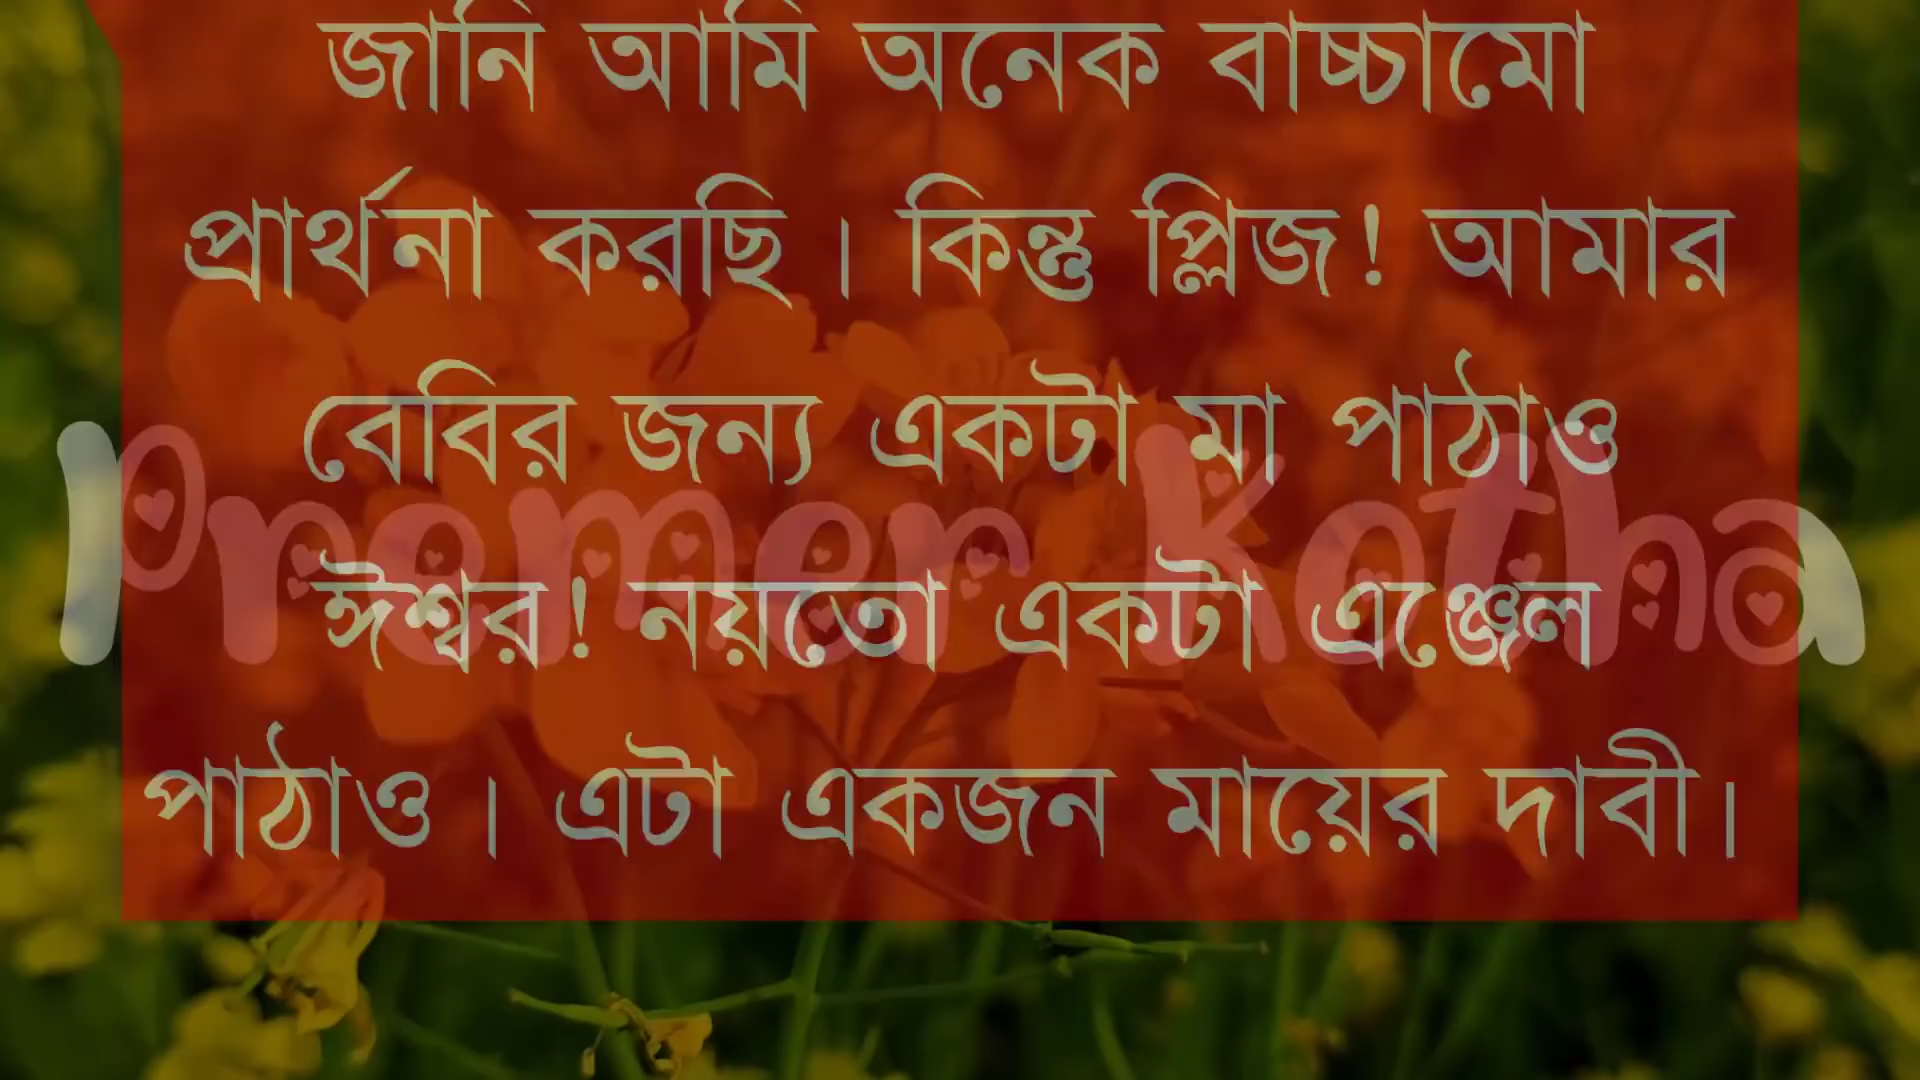 জানি আমি অনেক বাচ্চামো
প্রার্থনা করছি। কিন্তু প্লিজ! আমার
বেবির জন্য একটা মা পাঠাও
Premer Kotha
ঈশ্বর! নয়তো একটা এঞ্জেল
পাঠাও। এটা একজন মায়ের দাবী।